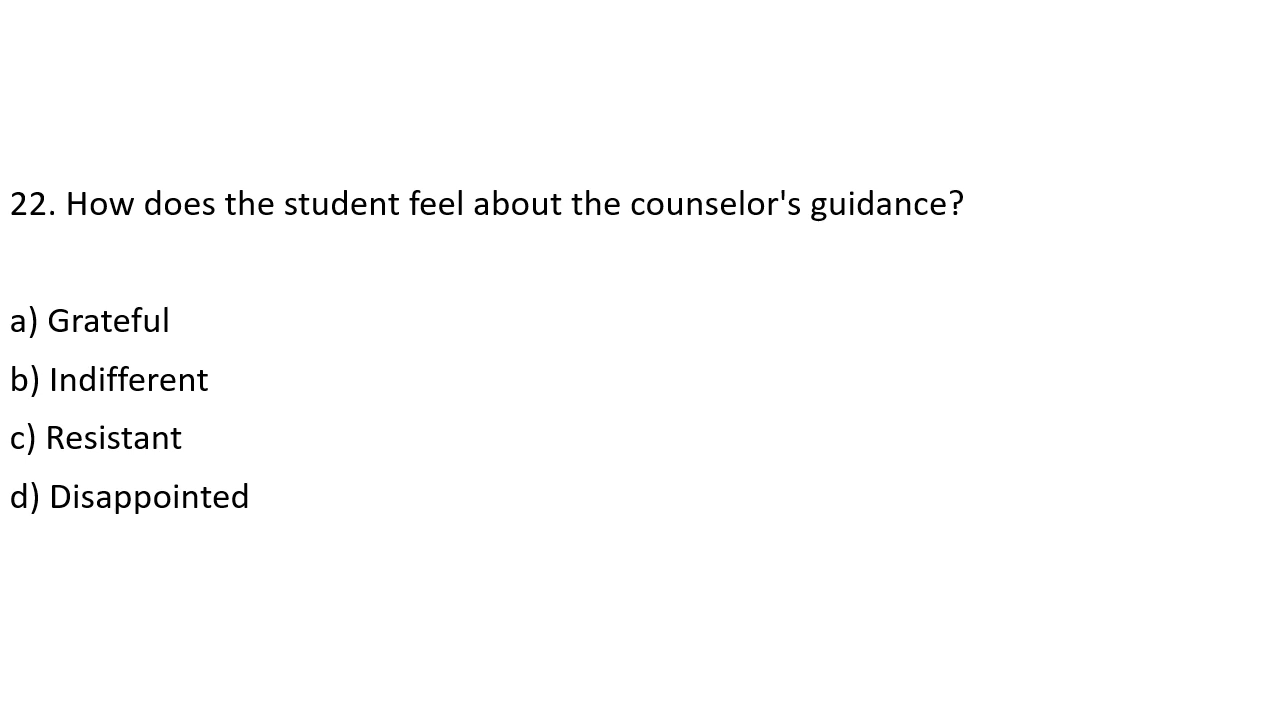 22. How does the student feel about the counselor's guidance?
a) Grateful
b) Indifferent
c) Resistant
d) Disappointed